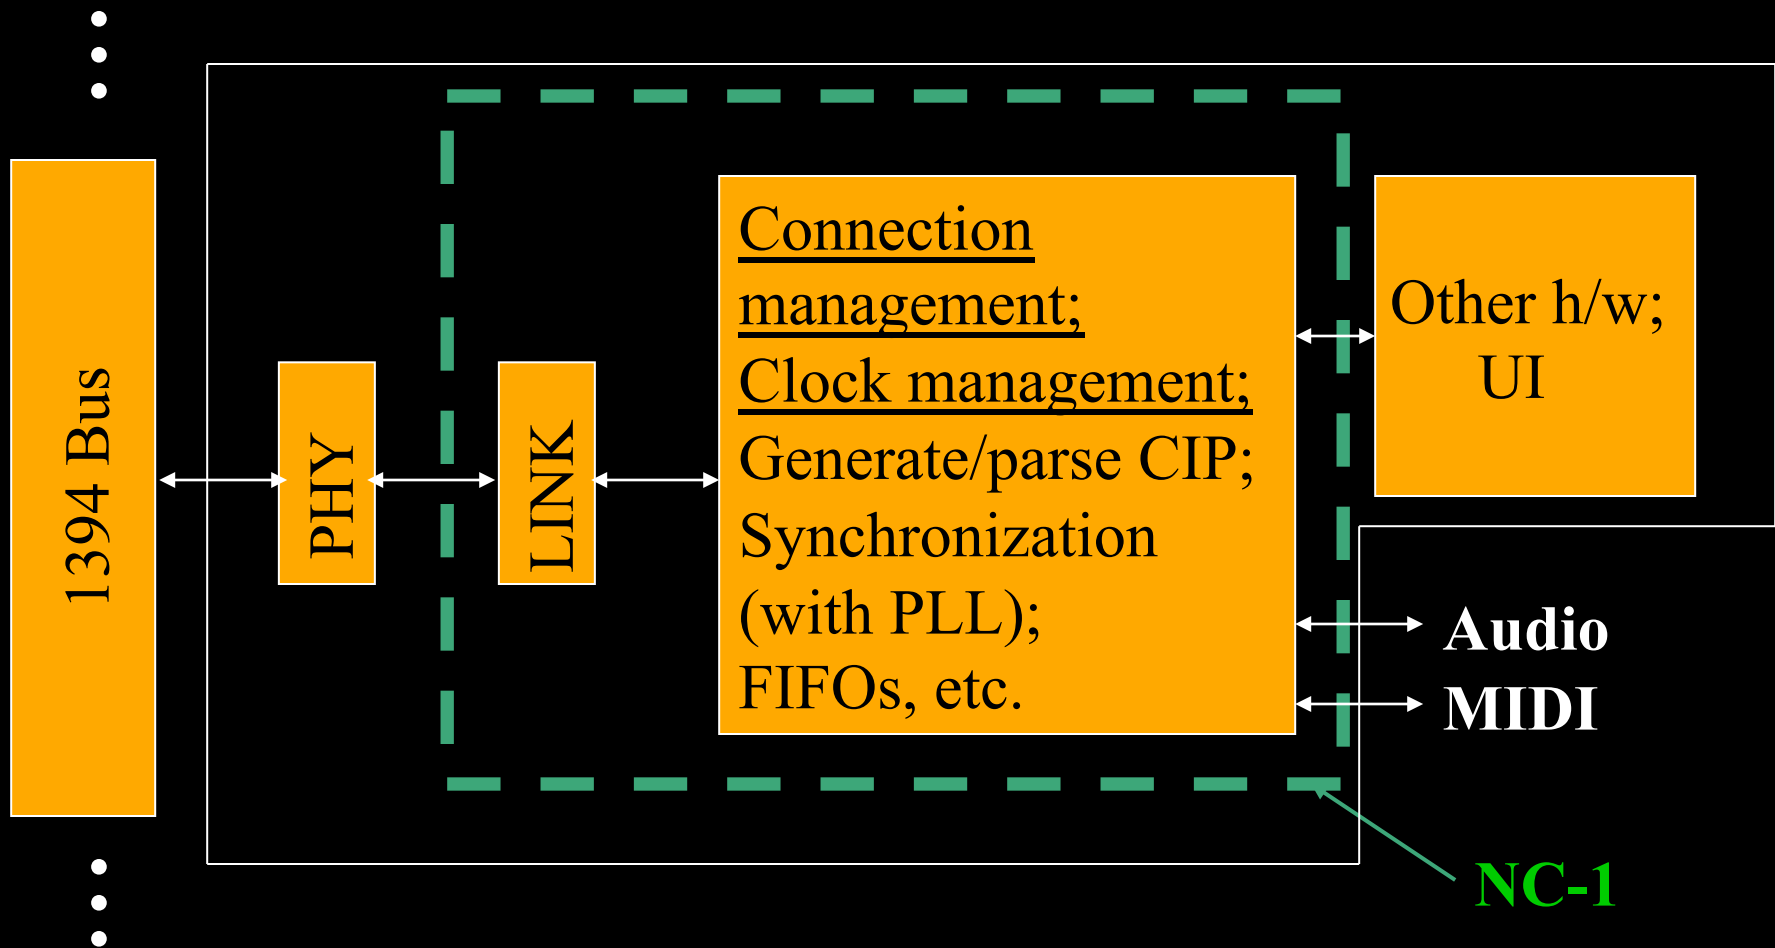 1394 Bus
PHY
LINK
Connection
management;
Clock management;
Generate/parse CIP;
Synchronization
(with PLL);
FIFOs, etc.
Other h/w;
UI
Audio
MIDI
NC-1